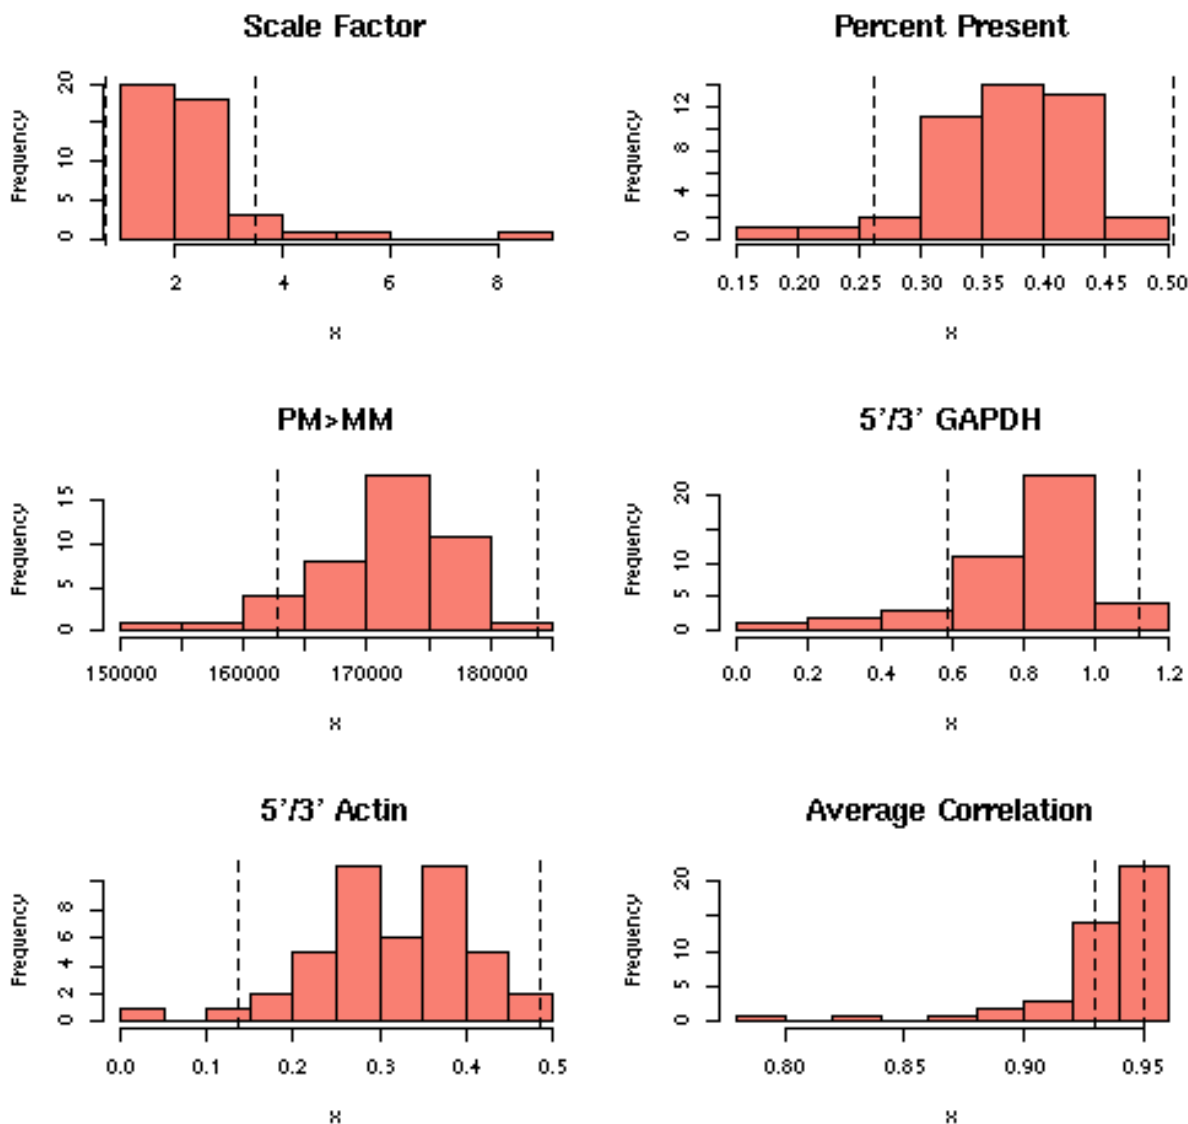 Scale Factor
Frequency
0 5 10 20
2 4 6 8
x
Percent Present
Frequency
0 4 8 12
0.15 0.20 0.25 0.30 0.35 0.40 0.45 0.50
x
PM>MM
Frequency
0 5 10 15
150000 160000 170000 180000
x
5’/3’ GAPDH
Frequency
0 5 10 20
0.0 0.2 0.4 0.6 0.8 1.0 1.2
x
5’/3’ Actin
Frequency
0 2 4 6 8
0.0 0.1 0.2 0.3 0.4 0.5
x
Average Correlation
Frequency
0 5 10 20
0.80 0.85 0.90 0.95
x